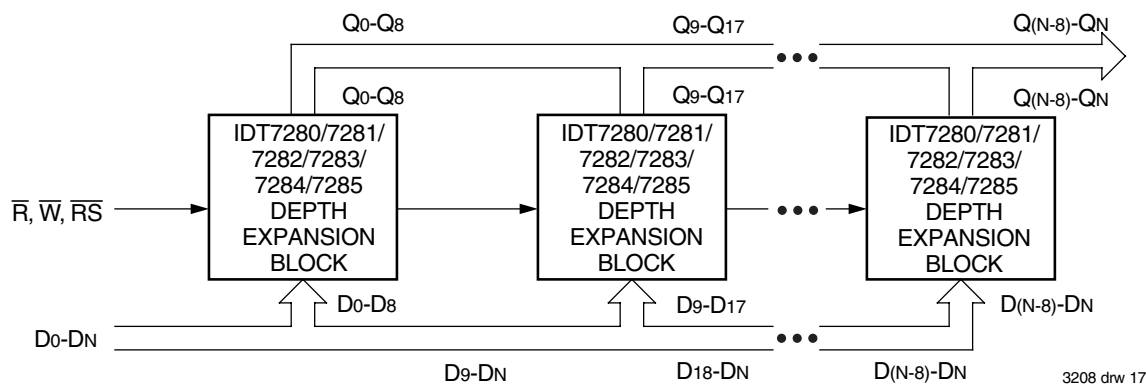 Q0-Q8 Q9-Q17 Q(N-8)-QN
Q0-Q8 Q9-Q17 Q(N-8)-QN
IDT7280/7281/
7282/7283/
7284/7285
DEPTH
EXPANSION
BLOCK
IDT7280/7281/
7282/7283/
7284/7285
DEPTH
EXPANSION
BLOCK
IDT7280/7281/
7282/7283/
7284/7285
DEPTH
EXPANSION
BLOCK
R̅, W̅, R̅S̅
D0-D8 D9-D17 D(N-8)-DN
D0-DN
D9-DN D18-DN D(N-8)-DN
3208 drw 17